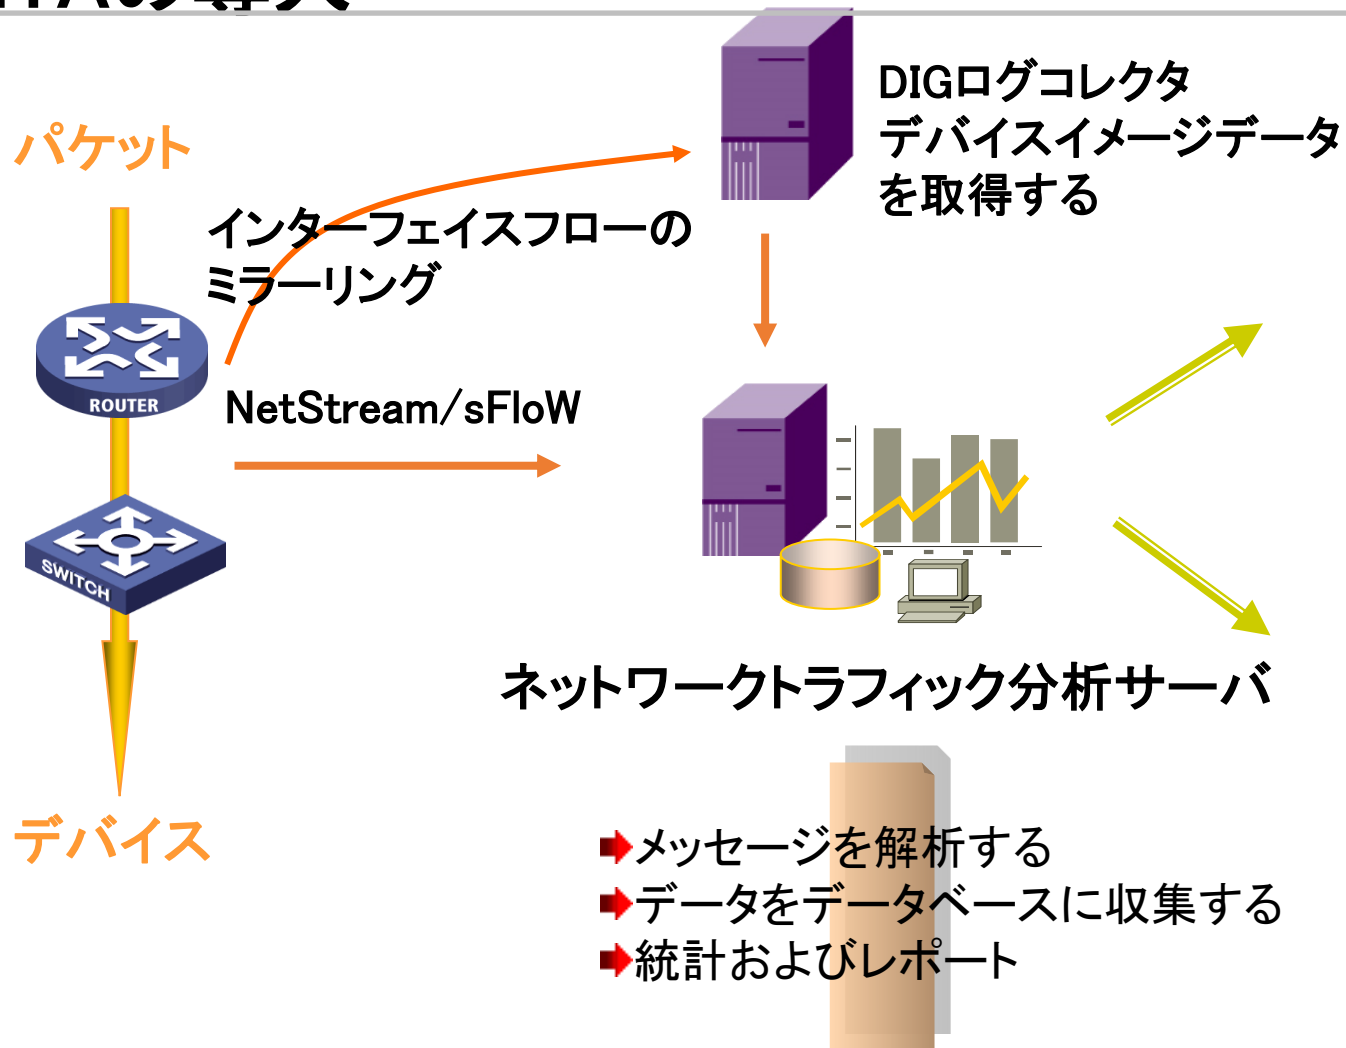 の導入
DIGログコレクタ
デバイスイメージデータ
を取得する
パケット
インターフェイスフローの
ミラーリング
ROUTER
NetStream/sFloW
SWITCH
ネットワークトラフィック分析サーバ
デバイス
メッセージを解析する
データをデータベースに収集する
統計およびレポート